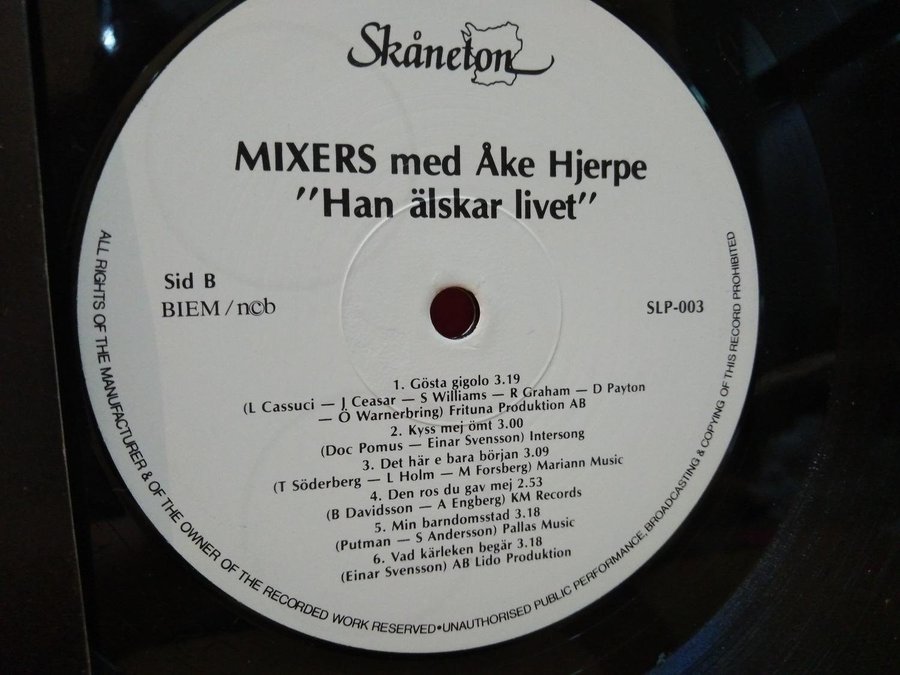 Skåneton
MIXERS med Åke Hjerpe
"Han älskar livet"
Sid B
BIEM/ncb
SLP-003
1. Gösta gigolo 3.19
(L Cassuci — J Ceasar — S Williams — R Graham — D Payton
— Ö Warnerbring) Frituna Produktion AB
2. Kyss mej ömt 3.00
(Doc Pomus — Einar Svensson) Intersong
3. Det här e bara början 3.09
(T Söderberg — L Holm — M Forsberg) Mariann Music
4. Den ros du gav mej 2.53
(B Davidsson — A Engberg) KM Records
5. Min barndomsstad 3.18
(Putman — S Andersson) Pallas Music
6. Vad kärleken begär 3.18
(Einar Svensson) AB Lido Produktion
ALL RIGHTS OF THE MANUFACTURER & OF THE OWNER OF THE RECORDED WORK RESERVED•UNAUTHORISED PUBLIC PERFORMANCE, BROADCASTING & COPYING OF THIS RECORD PROHIBITED